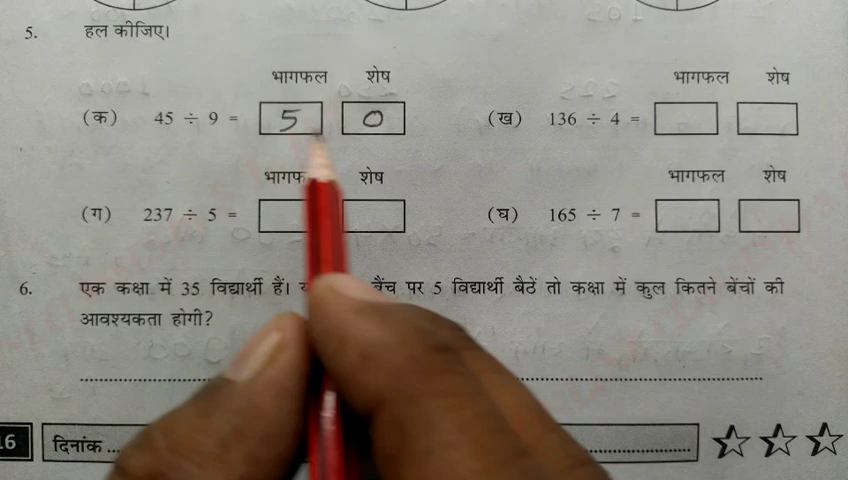 5. हल कीजिए।
भागफल शेष भागफल शेष
(क) 45 ÷ 9 = 5 0 (ख) 136 ÷ 4 =
शेष भागफल शेष
(ग) 237 ÷ 5 = (घ) 165 ÷ 7 =
6. एक कक्षा में 35 विद्यार्थी हैं। बैंच पर 5 विद्यार्थी बैठें तो कक्षा में कुल कितने बेंचों की
आवश्यकता होगी?
16 दिनांक